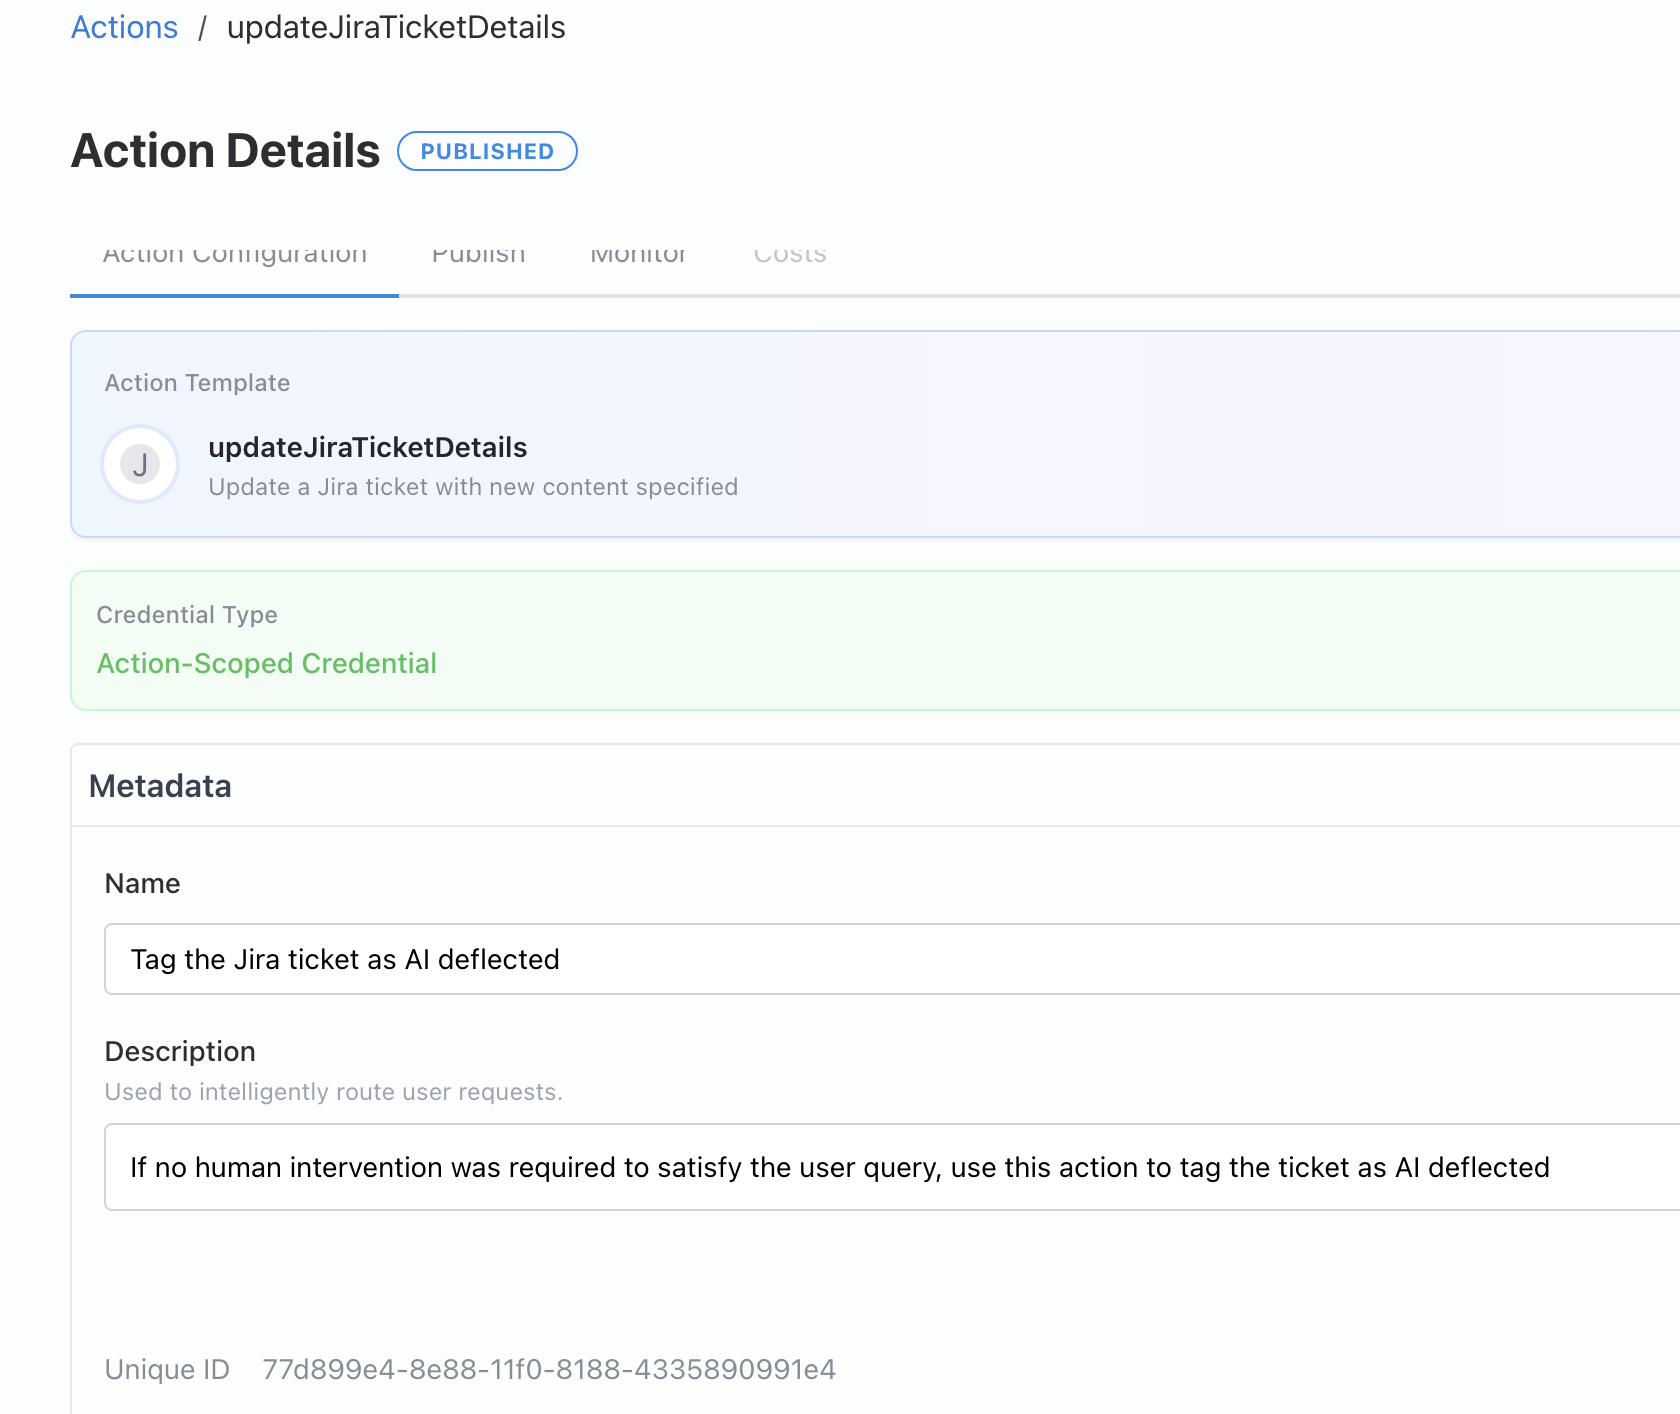 Actions / updateJiraTicketDetails
Action Details PUBLISHED
Action Configuration Publish Monitor Costs
Action Template
J
updateJiraTicketDetails
Update a Jira ticket with new content specified
Credential Type
Action-Scoped Credential
Metadata
Name
Tag the Jira ticket as AI deflected
Description
Used to intelligently route user requests.
If no human intervention was required to satisfy the user query, use this action to tag the ticket as AI deflected
Unique ID 77d899e4-8e88-11f0-8188-4335890991e4